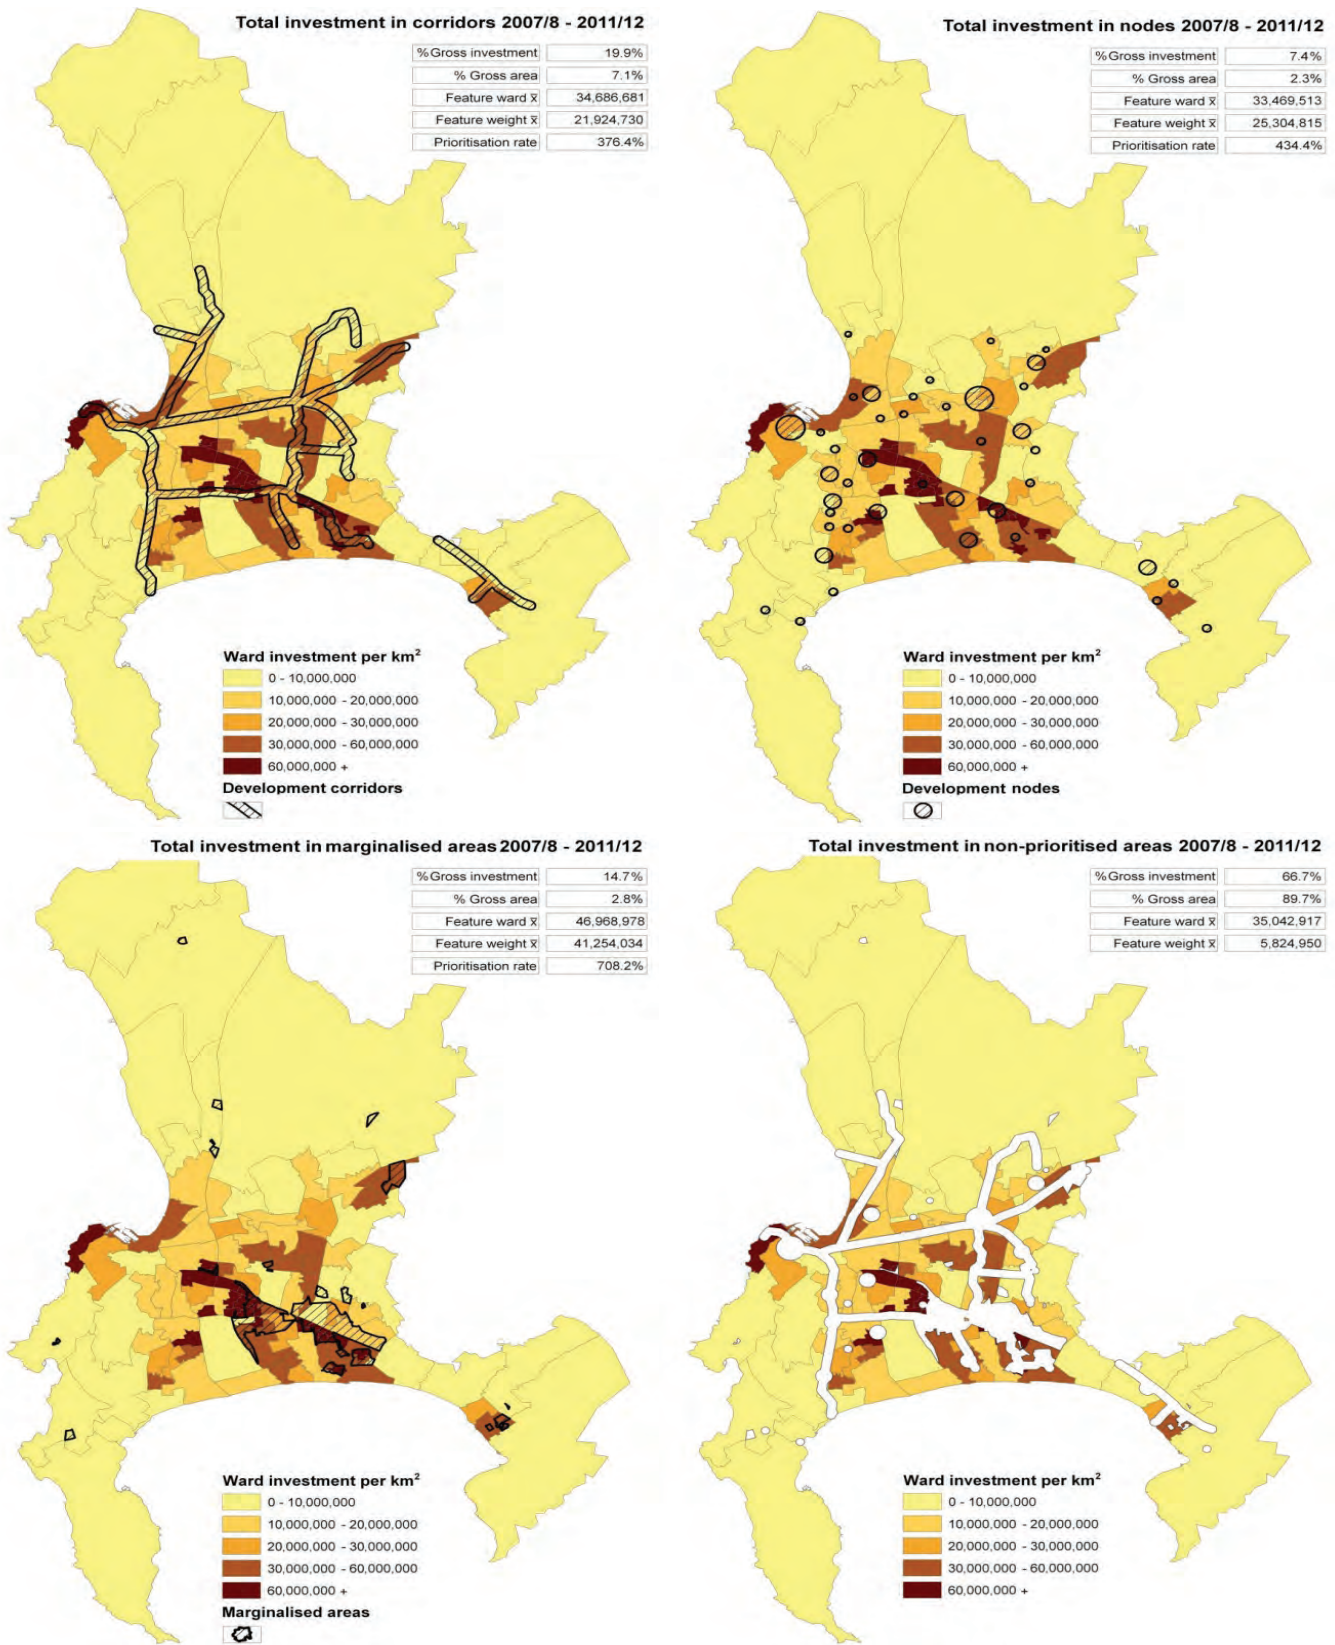 Total investment in corridors 2007/8 - 2011/12
%Gross investment 19.9%
% Gross area 7.1%
Feature ward x̄ 34,686,681
Feature weight x̄ 21,924,730
Prioritisation rate 376.4%
Ward investment per km²
0 - 10,000,000
10,000,000 - 20,000,000
20,000,000 - 30,000,000
30,000,000 - 60,000,000
60,000,000 +
Development corridors
Total investment in nodes 2007/8 - 2011/12
%Gross investment 7.4%
% Gross area 2.3%
Feature ward x̄ 33,469,513
Feature weight x̄ 25,304,815
Prioritisation rate 434.4%
Ward investment per km²
0 - 10,000,000
10,000,000 - 20,000,000
20,000,000 - 30,000,000
30,000,000 - 60,000,000
60,000,000 +
Development nodes
Total investment in marginalised areas 2007/8 - 2011/12
%Gross investment 14.7%
% Gross area 2.8%
Feature ward x̄ 46,968,978
Feature weight x̄ 41,254,034
Prioritisation rate 708.2%
Ward investment per km²
0 - 10,000,000
10,000,000 - 20,000,000
20,000,000 - 30,000,000
30,000,000 - 60,000,000
60,000,000 +
Marginalised areas
Total investment in non-prioritised areas 2007/8 - 2011/12
%Gross investment 66.7%
% Gross area 89.7%
Feature ward x̄ 35,042,917
Feature weight x̄ 5,824,950
Ward investment per km²
0 - 10,000,000
10,000,000 - 20,000,000
20,000,000 - 30,000,000
30,000,000 - 60,000,000
60,000,000 +